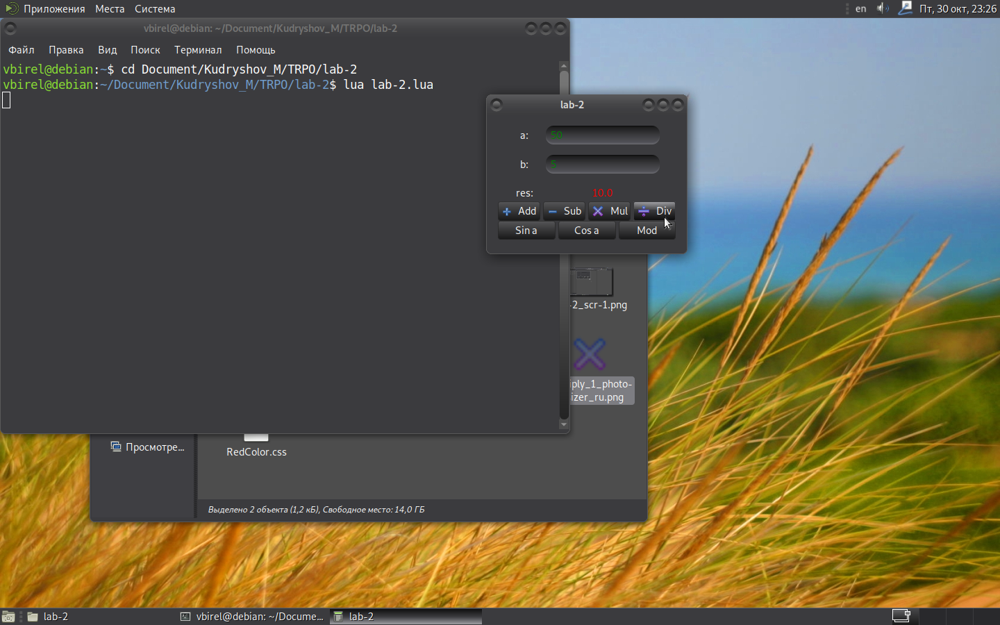 Приложения Места Система
en Пт, 30 окт, 23:26
vbirel@debian: ~/Document/Kudryshov_M/TRPO/lab-2
Файл Правка Вид Поиск Терминал Помощь
vbirel@debian:~$ cd Document/Kudryshov_M/TRPO/lab-2
vbirel@debian:~/Document/Kudryshov_M/TRPO/lab-2$ lua lab-2.lua
lab-2
a: 50
b: 5
res: 10.0
Add Sub Mul Div
Sin a Cos a Mod
-2_scr-1.png
iply_1_photo-
izer_ru.png
Просмотре...
RedColor.css
Выделено 2 объекта (1,2 кБ), Свободное место: 14,0 ГБ
lab-2 vbirel@debian: ~/Docume... lab-2